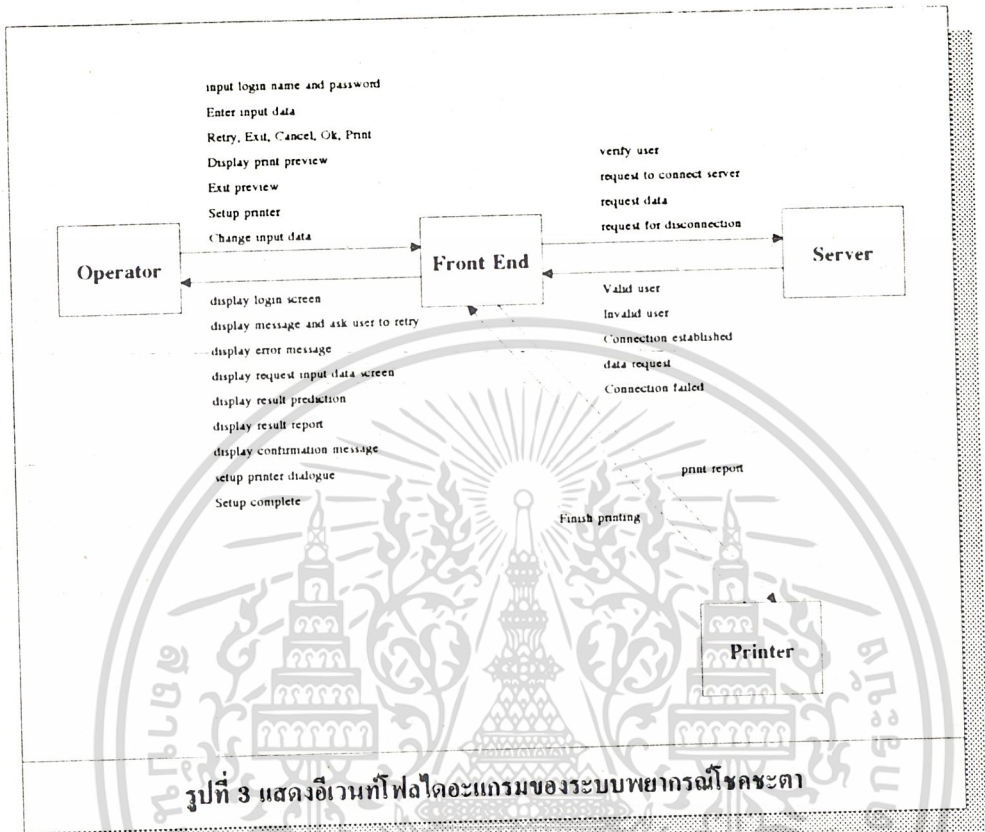 input login name and password
Enter input data
Retry, Exit, Cancel, Ok, Print
Display print preview
Exit preview
Setup printer
Change input data
verify user
request to connect server
request data
request for disconnection
Operator
Front End
Server
display login screen
display message and ask user to retry
display error message
display request input data screen
display result prediction
display result report
display confirmation message
setup printer dialogue
Setup complete
Valid user
Invalid user
Connection established
data request
Connection failed
print report
Finish printing
Printer
รูปที่ 3 แสดงอีเวนท์โฟลไดอะแกรมของระบบพยากรณ์โชคชะตา